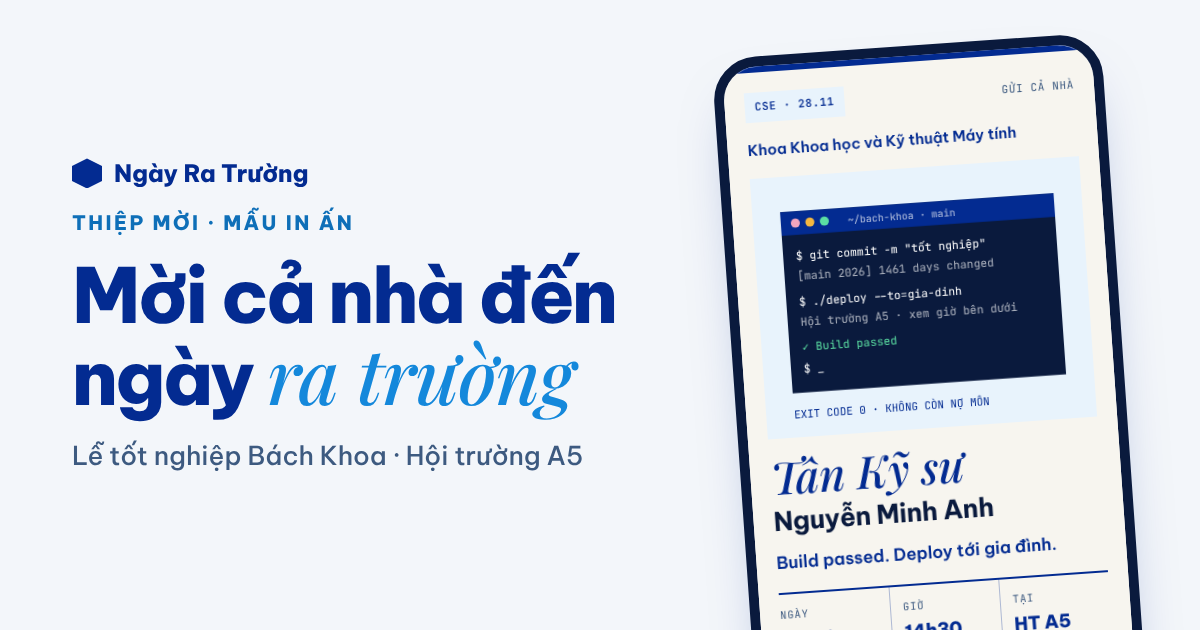 Ngày Ra Trường
THIỆP MỜI · MẪU IN ẤN
Mời cả nhà đến
ngày ra trường
Lễ tốt nghiệp Bách Khoa · Hội trường A5
CSE · 28.11
GỬI CẢ NHÀ
Khoa Khoa học và Kỹ thuật Máy tính
~/bach-khoa · main
$ git commit -m "tốt nghiệp"
[main 2026] 1461 days changed
$ ./deploy --to=gia-dinh
Hội trường A5 · xem giờ bên dưới
✓ Build passed
$ _
EXIT CODE 0 · KHÔNG CÒN NỢ MÔN
Tân Kỹ sư
Nguyễn Minh Anh
Build passed. Deploy tới gia đình.
NGÀY
GIỜ
TẠI
14h30
HT A5